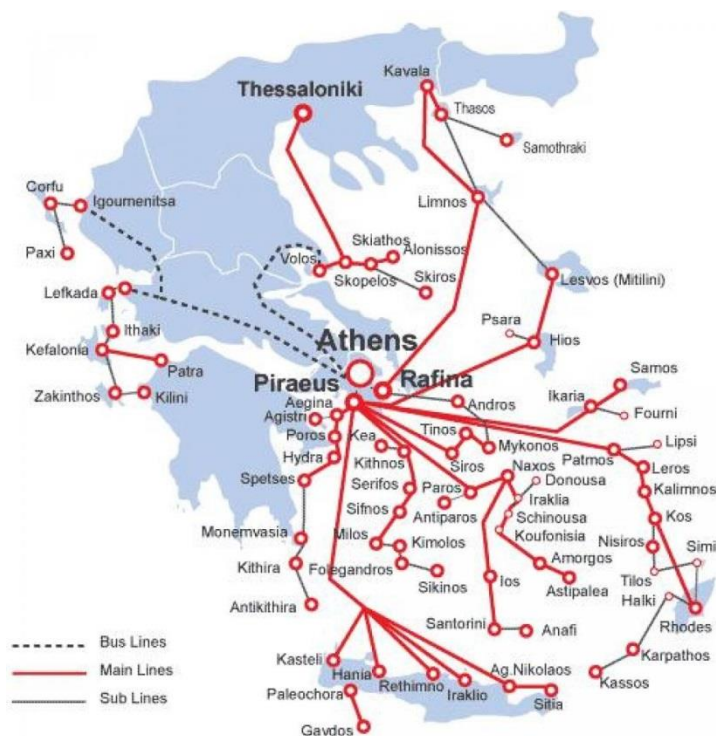 Kavala
Thessaloniki
Thasos
Samothraki
Corfu
Igoumenitsa
Limnos
Paxi
Volos
Skiathos
Alonissos
Skopelos
Skiros
Lesvos (Mitilini)
Lefkada
Psara
Ithaki
Hios
Kefalonia
Athens
Patra
Samos
Piraeus
Rafina
Zakinthos
Kilini
Aegina
Ikaria
Andros
Agistri
Fourni
Poros
Kea
Tinos
Mykonos
Lipsi
Hydra
Kithnos
Siros
Patmos
Naxos
Leros
Spetses
Serifos
Paros
Donousa
Kalimnos
Iraklia
Sifnos
Antiparos
Schinousa
Kos
Monemvasia
Milos
Koufonisia
Kimolos
Nisiros
Simi
Kithira
Folegandros
Amorgos
Sikinos
Ios
Astipalea
Tilos
Halki
Antikithira
Santorini
Anafi
Rhodes
Bus Lines
Karpathos
Kasteli
Ag.Nikolaos
Main Lines
Hania
Kassos
Paleochora
Rethimno
Iraklio
Sub Lines
Sitia
Gavdos